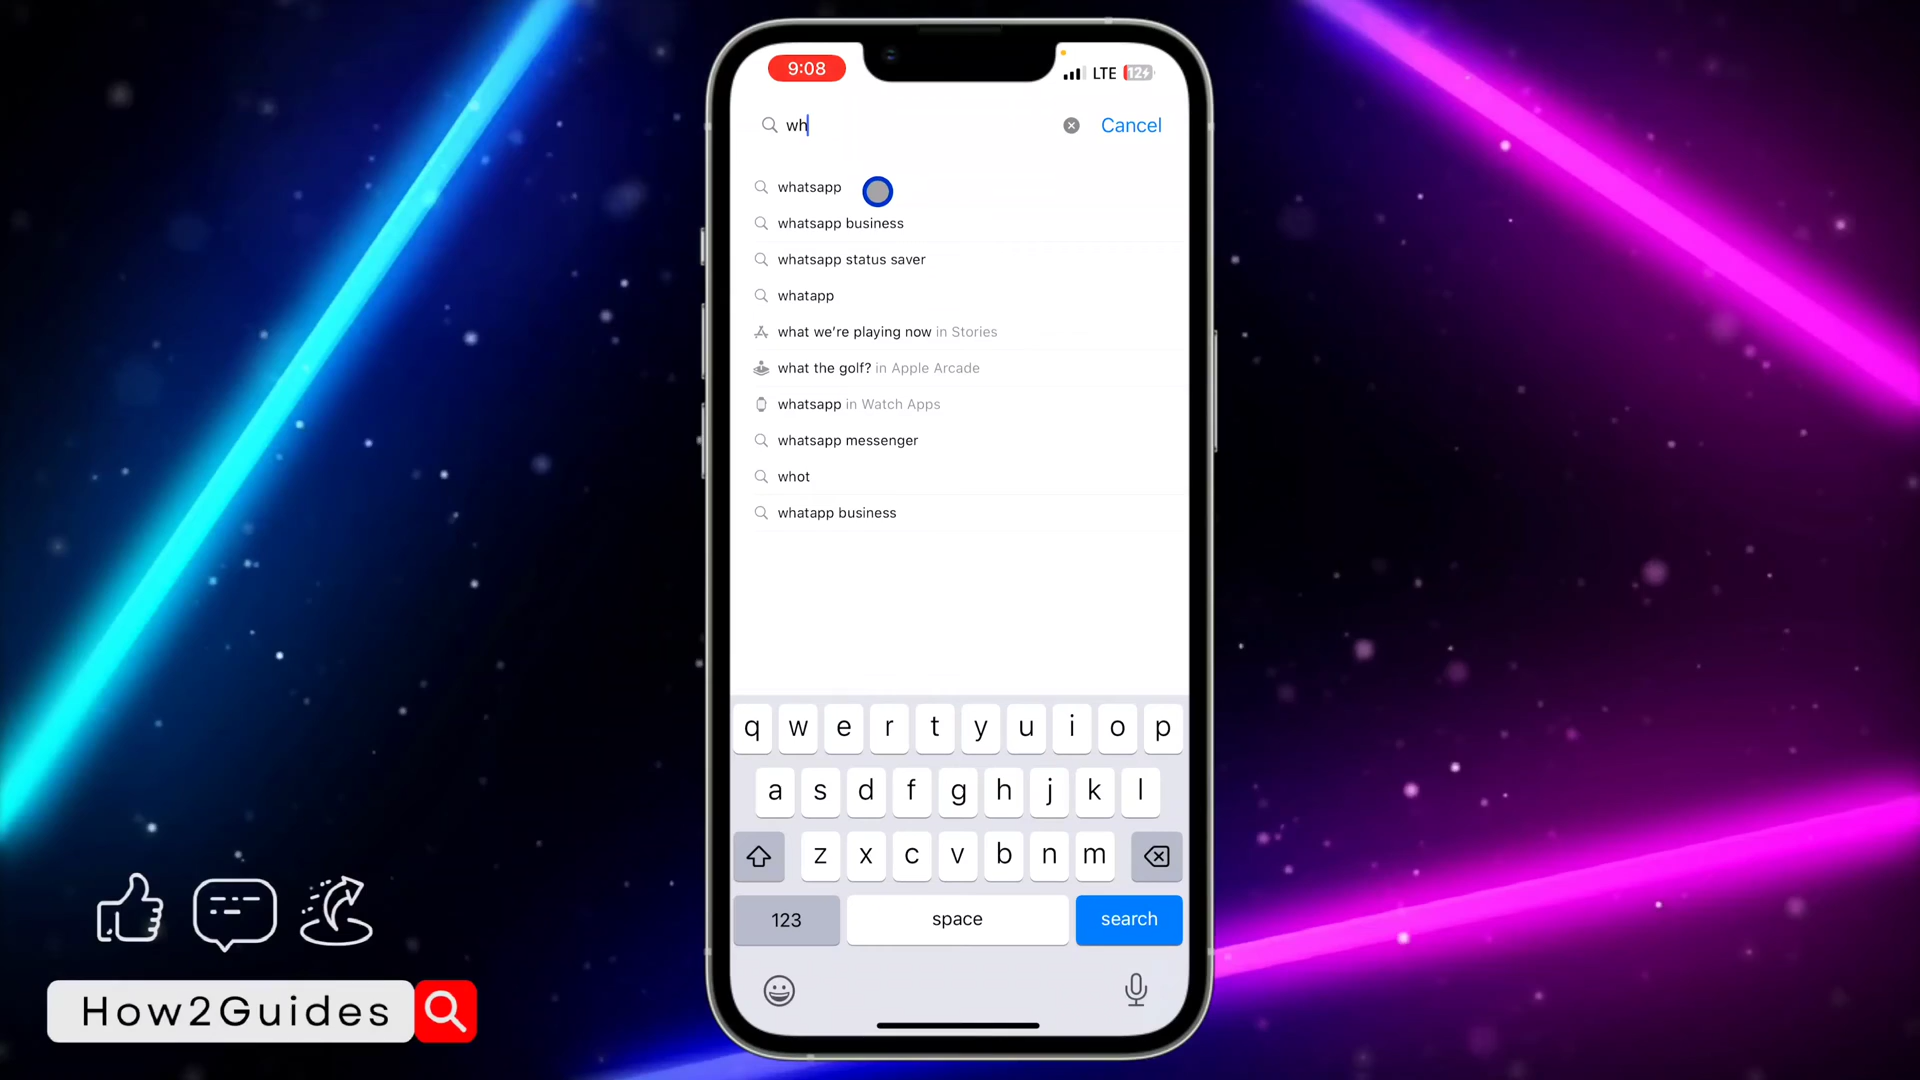 9:08
LTE 12
wh
Cancel
whatsapp
whatsapp business
whatsapp status saver
whatapp
what we're playing now in Stories
what the golf? in Apple Arcade
whatsapp in Watch Apps
whatsapp messenger
whot
whatapp business
q w e r t y u i o p
a s d f g h j k l
z x c v b n m
123 space search
How2Guides